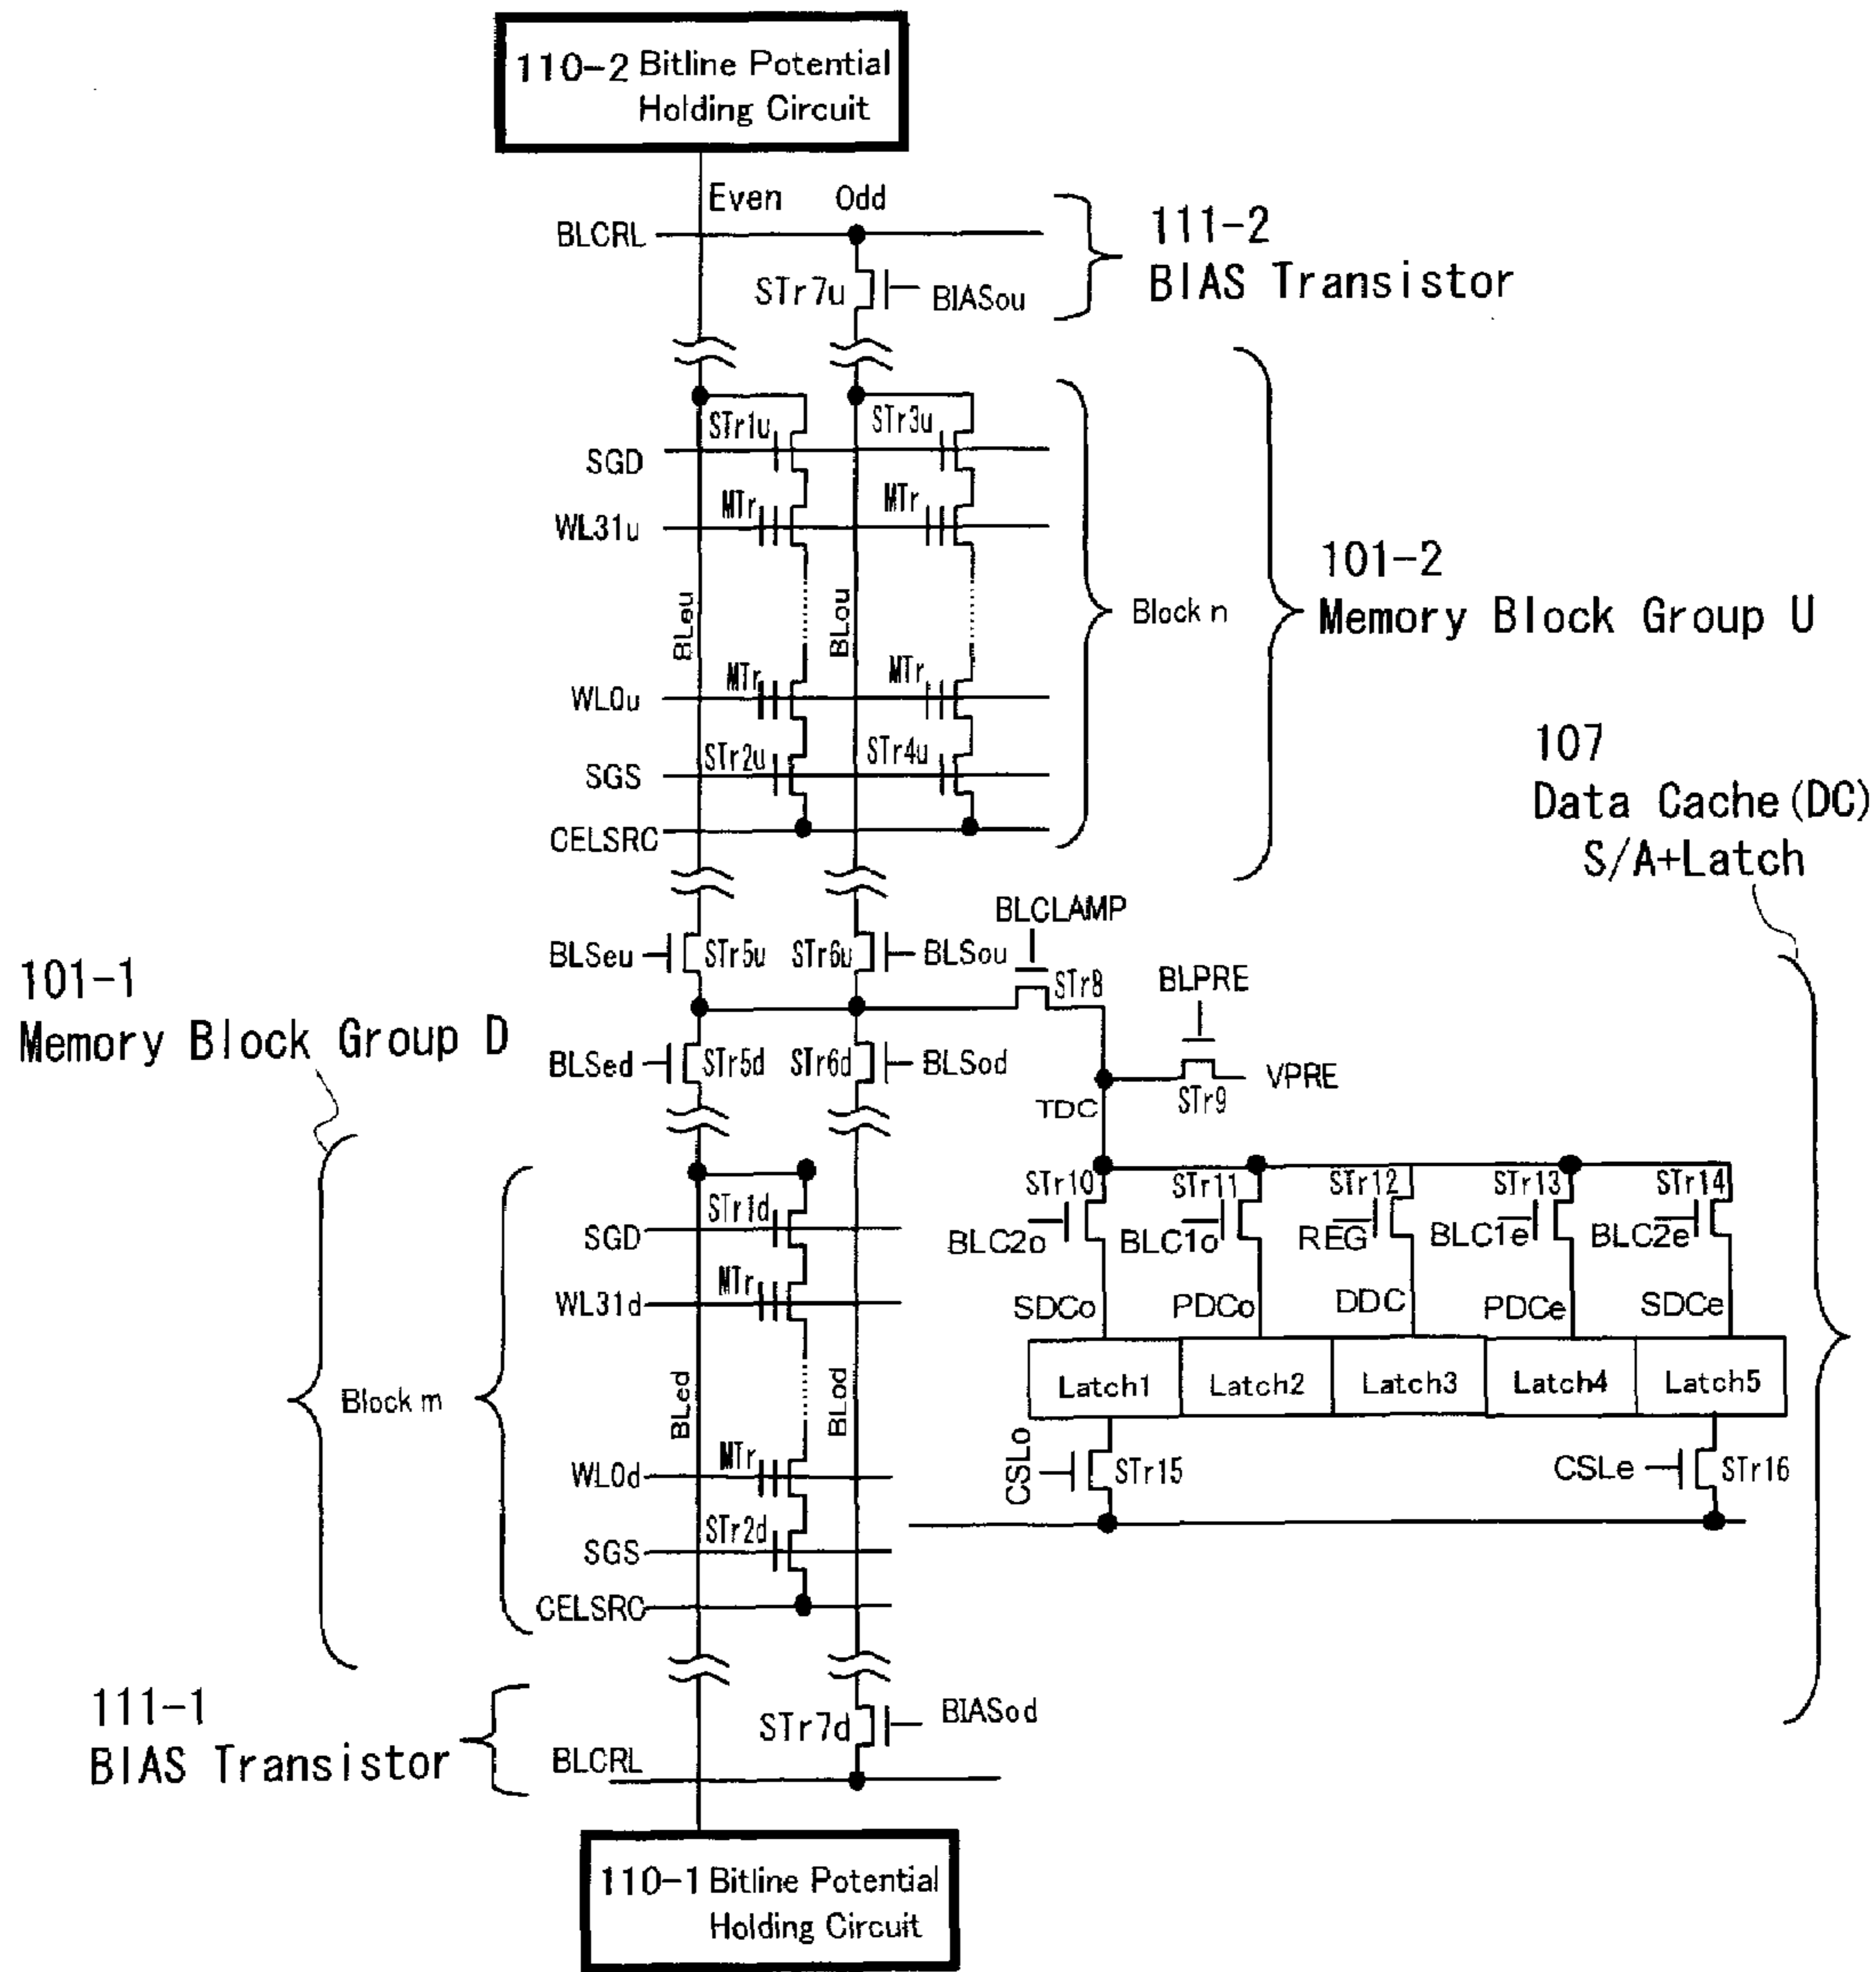 110-2 Bitline Potential
Holding Circuit
Even Odd
BLCRL
111-2
BIAS Transistor
STr7u BIASou
STr1u STr3u
SGD
MTr MTr
WL31u
101-2
Memory Block Group U
BLeu BLou
Block n
MTr MTr
WL0u
STr2u STr4u
SGS
CELSRC
107
Data Cache(DC)
S/A+Latch
BLCLAMP
BLSeu STr5u STr6u BLSou
STr8
BLPRE
101-1
Memory Block Group D
BLSed STr5d STr6d BLSod
VPRE
STr9
TDC
STr10 STr11 STr12 STr13 STr14
BLC2o BLC1o REG BLC1e BLC2e
STr1d
SGD
MTr
WL31d
SDCo PDCo DDC PDCe SDCe
Latch1 Latch2 Latch3 Latch4 Latch5
BLed BLod
Block m
MTr
WL0d
CSLo STr15 CSLe STr16
STr2d
SGS
CELSRC
111-1
BIAS Transistor
STr7d BIASod
BLCRL
110-1 Bitline Potential
Holding Circuit